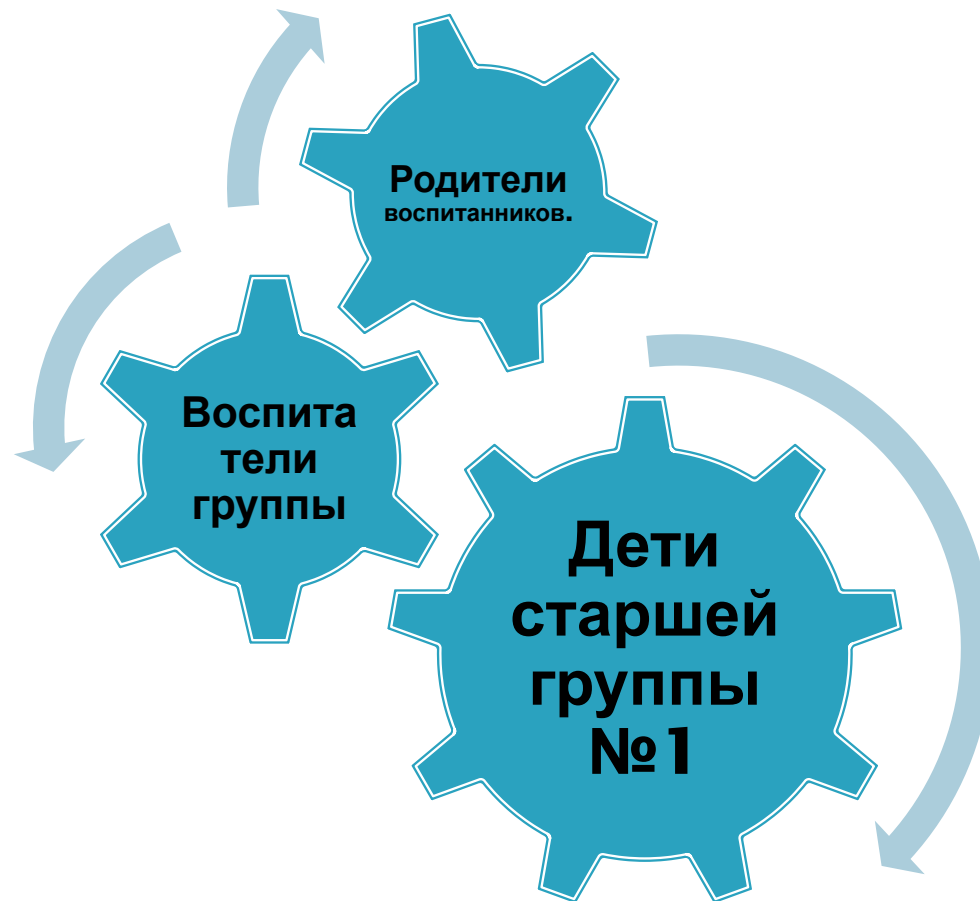 Родители
воспитанников.
Воспита
тели
группы
Дети
старшей
группы
№1